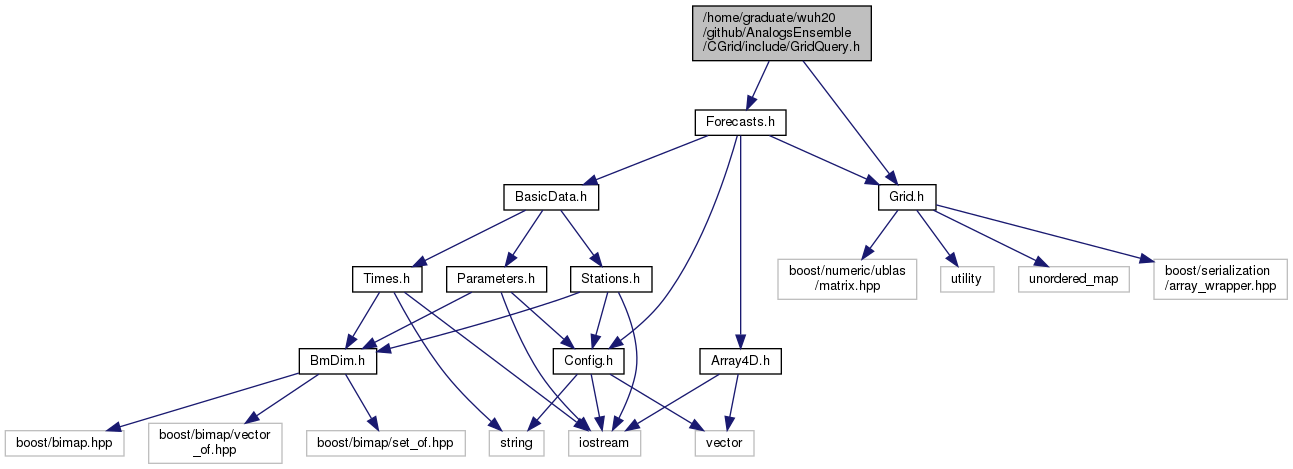 /home/graduate/wuh20
/github/AnalogsEnsemble
/CGrid/include/GridQuery.h
Forecasts.h
BasicData.h
Grid.h
Times.h
Parameters.h
Stations.h
boost/numeric/ublas
/matrix.hpp
utility
unordered_map
boost/serialization
/array_wrapper.hpp
BmDim.h
Config.h
Array4D.h
boost/bimap.hpp
boost/bimap/vector
_of.hpp
boost/bimap/set_of.hpp
string
iostream
vector